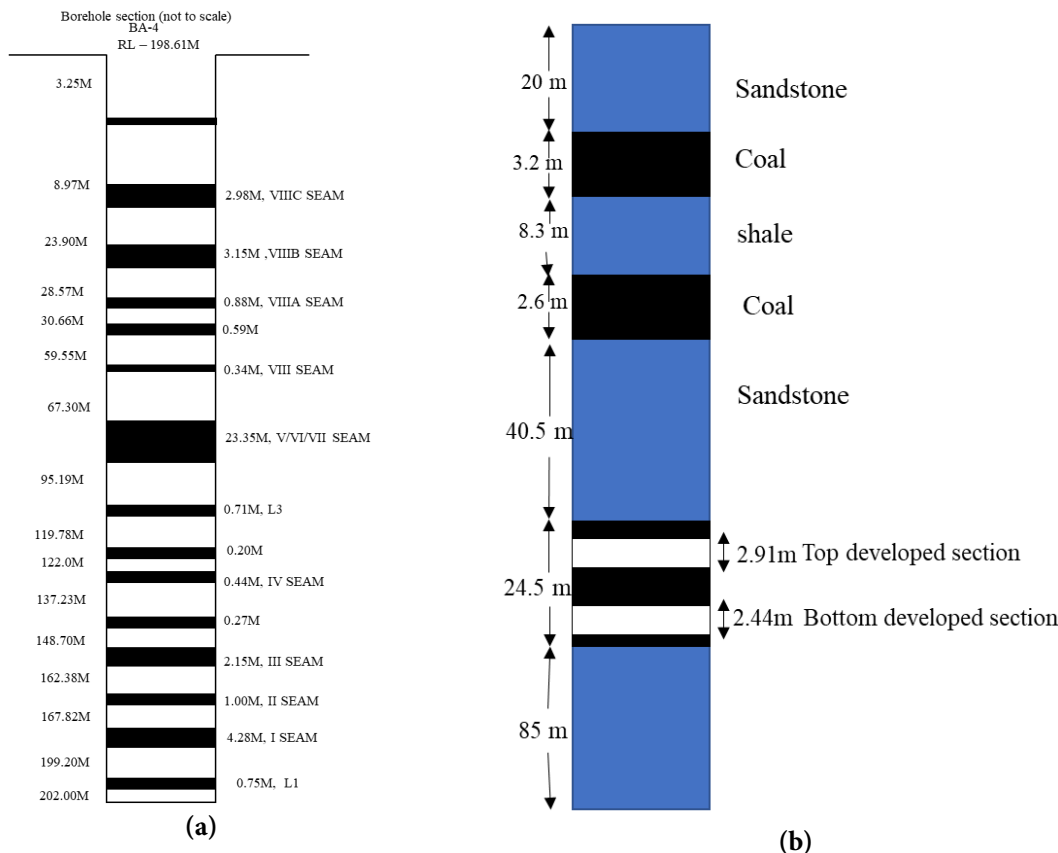 Borehole section (not to scale)
BA-4
RL – 198.61M
3.25M
8.97M
2.98M, VIIIC SEAM
23.90M
3.15M ,VIIIB SEAM
28.57M
0.88M, VIIIA SEAM
30.66M
0.59M
59.55M
0.34M, VIII SEAM
67.30M
23.35M, V/VI/VII SEAM
95.19M
0.71M, L3
119.78M
0.20M
122.0M
0.44M, IV SEAM
137.23M
0.27M
148.70M
2.15M, III SEAM
162.38M
1.00M, II SEAM
167.82M
4.28M, I SEAM
199.20M
0.75M, L1
202.00M
(a)
20 m
Sandstone
3.2 m
Coal
8.3 m
shale
2.6 m
Coal
40.5 m
Sandstone
24.5 m
2.91m Top developed section
2.44m Bottom developed section
85 m
(b)